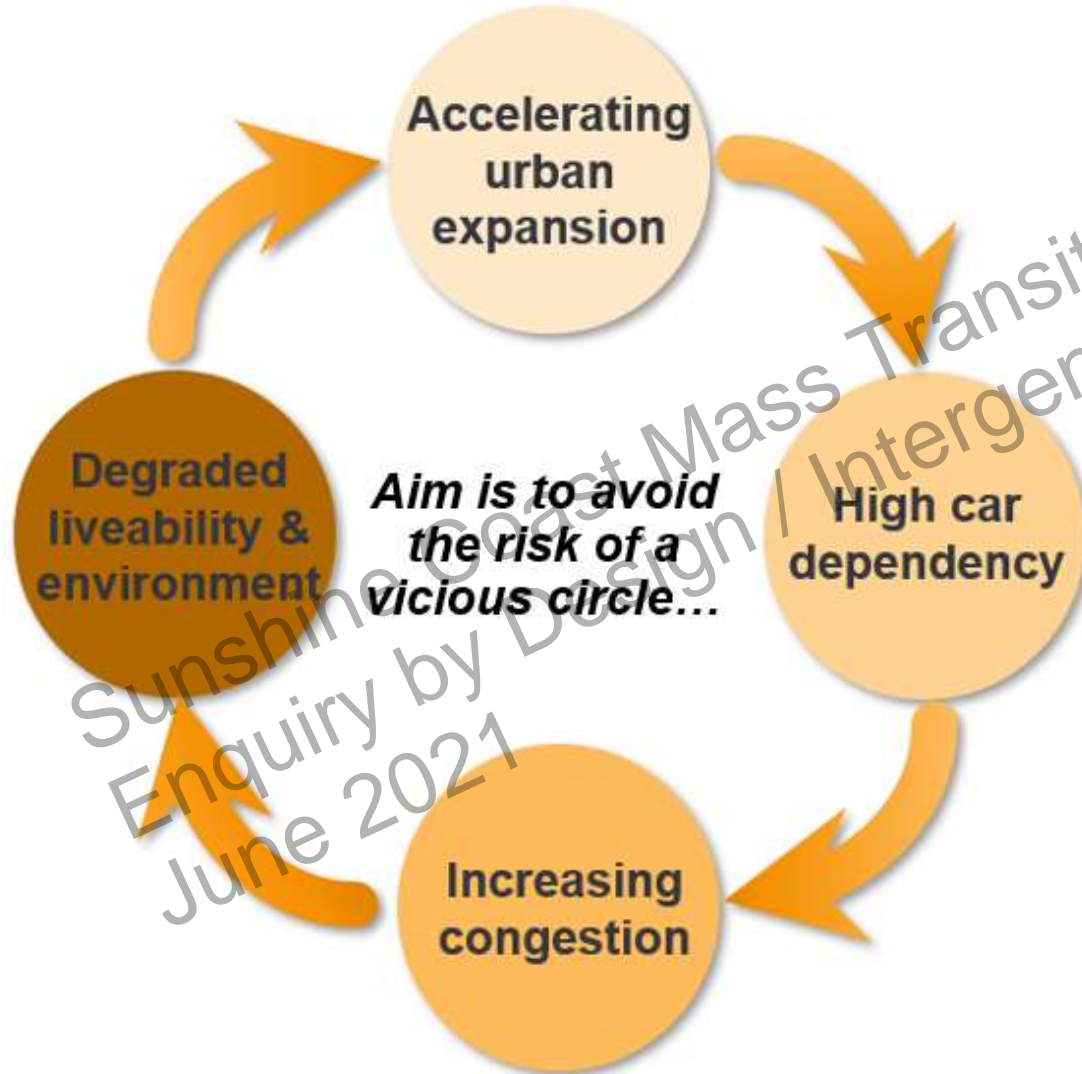 Accelerating
urban
expansion
High car
dependency
Increasing
congestion
Degraded
liveability &
environment
Aim is to avoid
the risk of a
vicious circle…
Sunshine Coast Mass Transit
Enquiry by Design /
June 2021